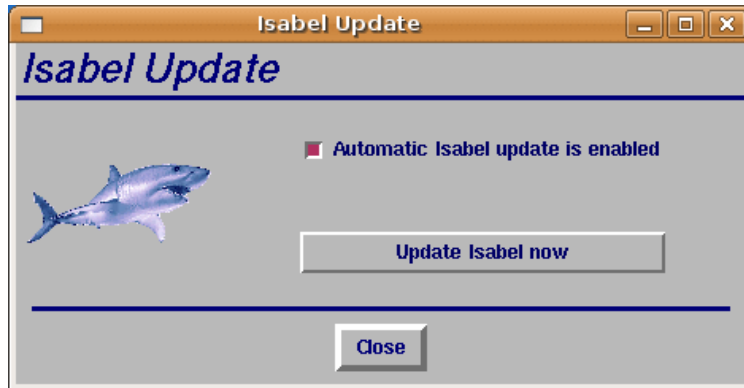 Isabel Update
Isabel Update
Automatic Isabel update is enabled
Update Isabel now
Close